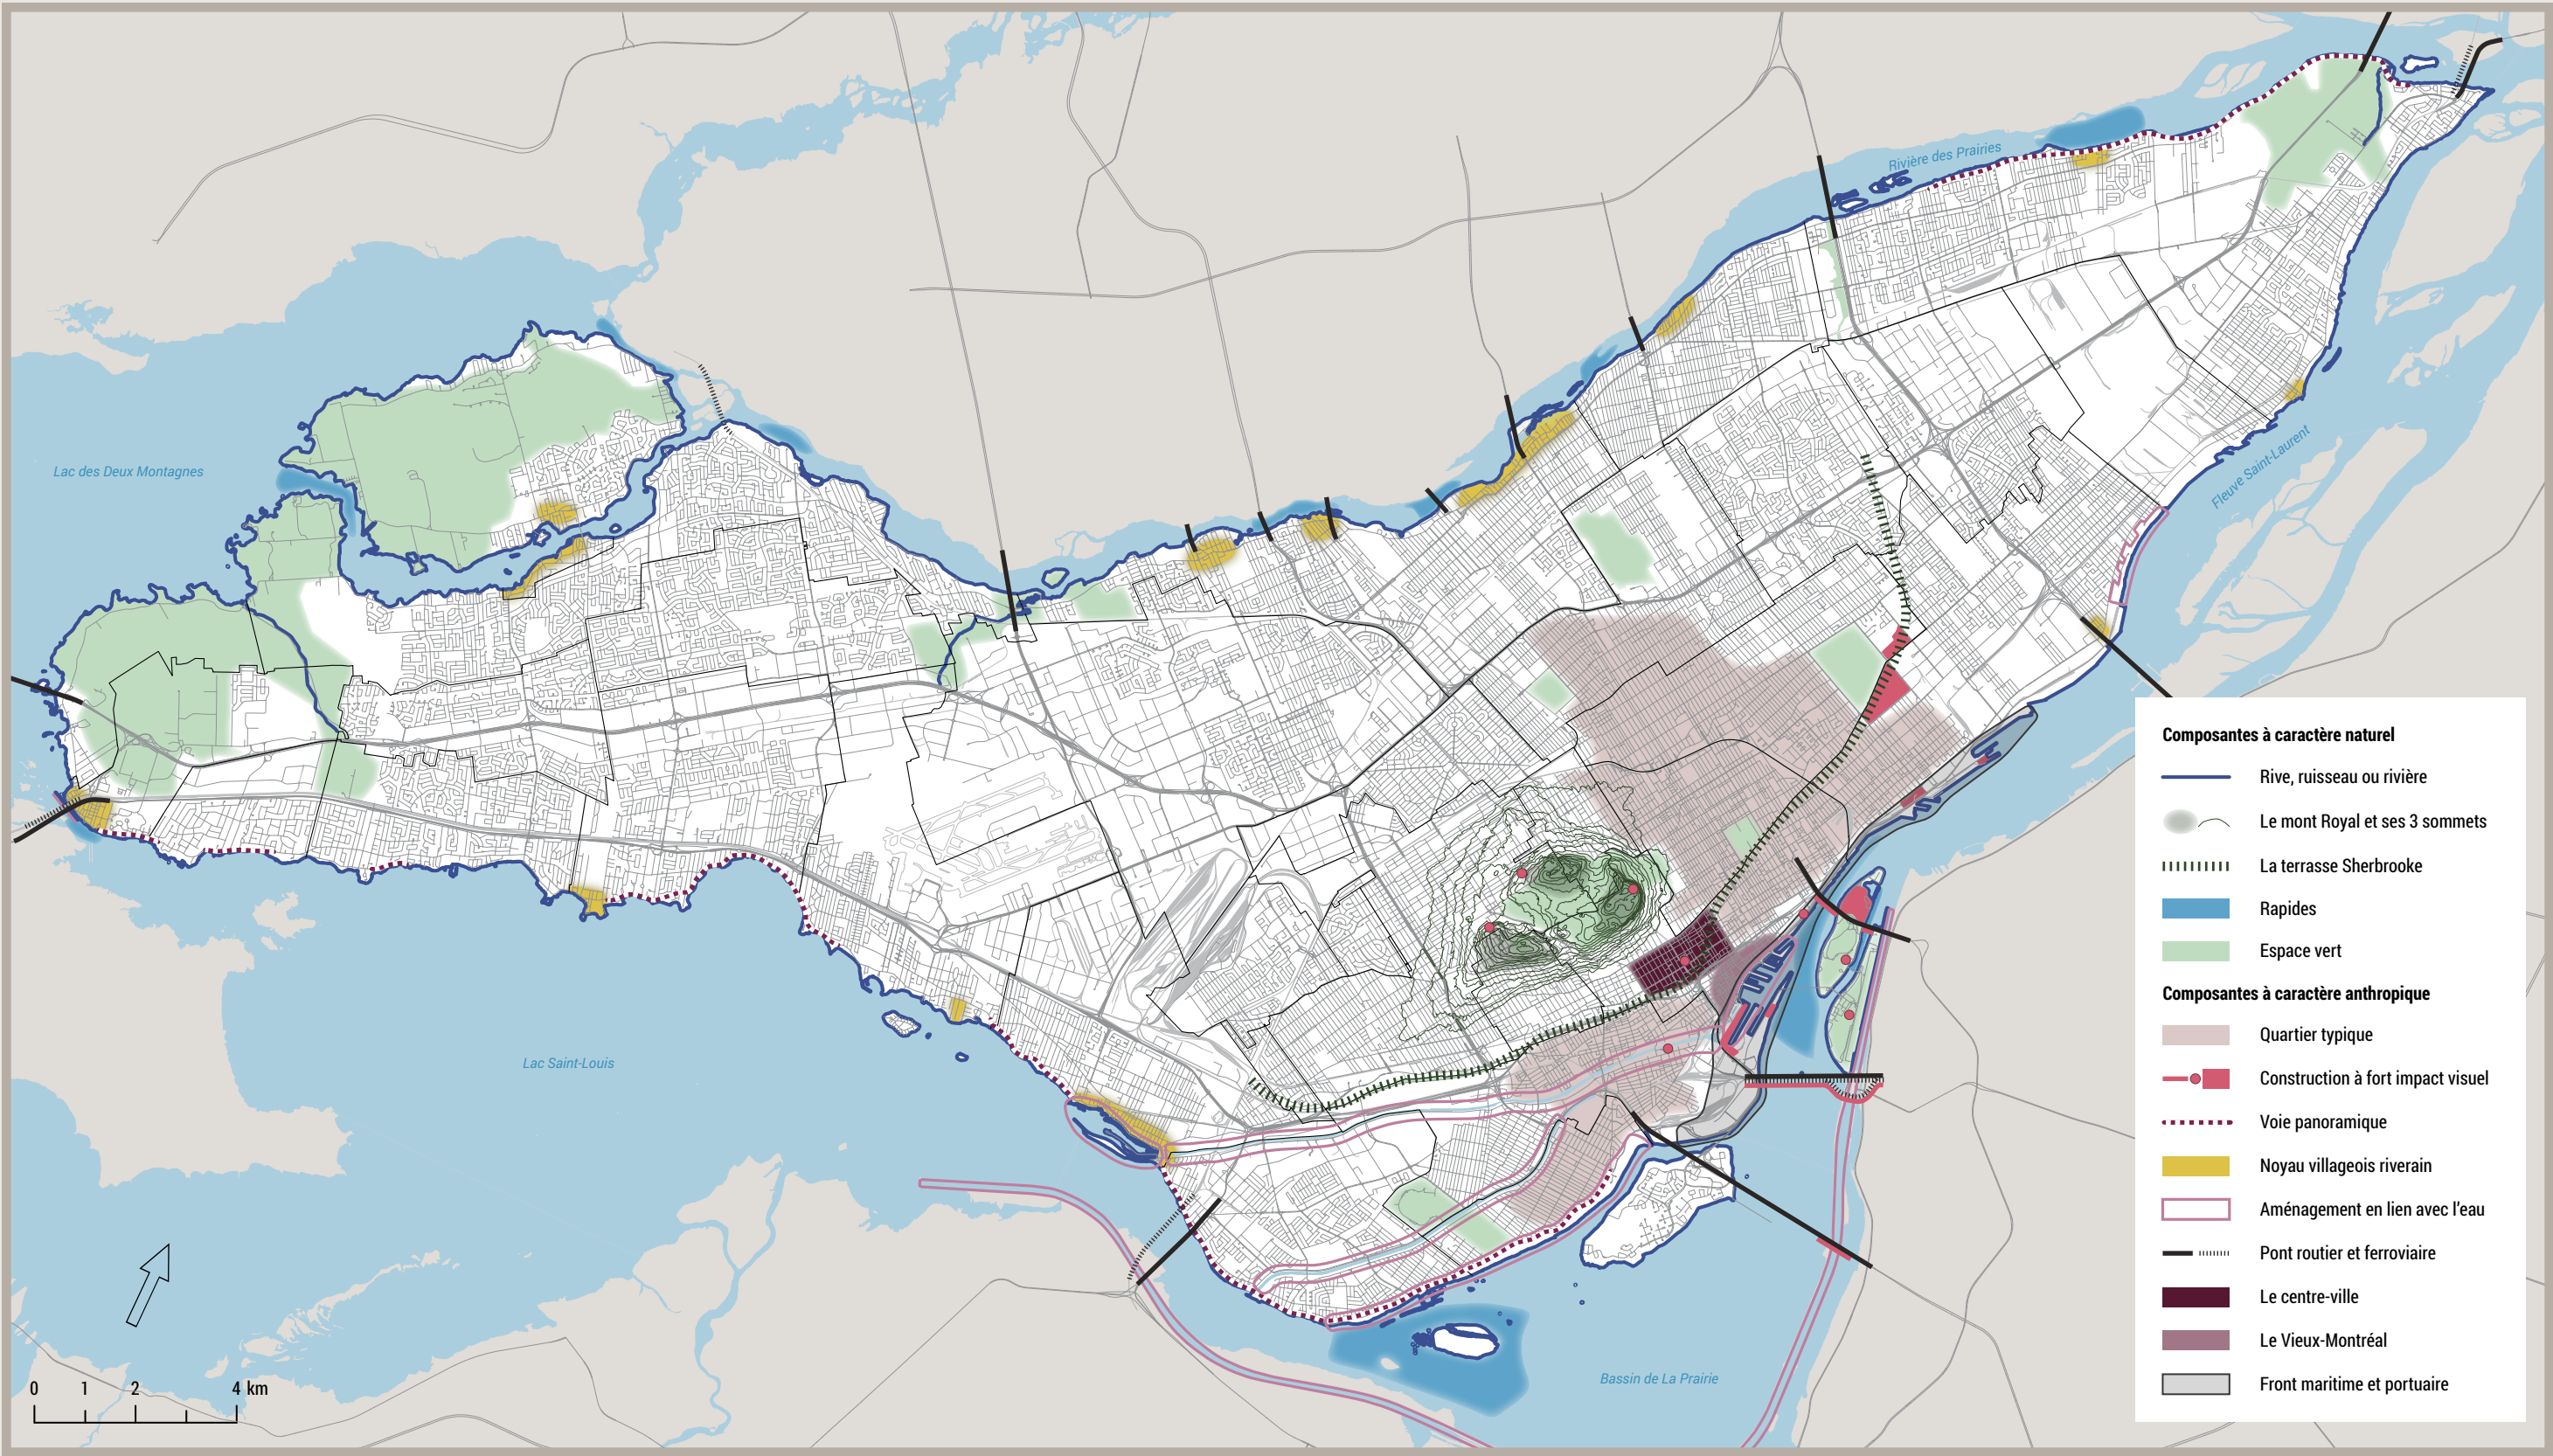 Rivière des Prairies
Lac des Deux Montagnes
Fleuve Saint-Laurent
Lac Saint-Louis
Bassin de La Prairie
0 1 2 4 km
Composantes à caractère naturel
Rive, ruisseau ou rivière
Le mont Royal et ses 3 sommets
La terrasse Sherbrooke
Rapides
Espace vert
Composantes à caractère anthropique
Quartier typique
Construction à fort impact visuel
Voie panoramique
Noyau villageois riverain
Aménagement en lien avec l'eau
Pont routier et ferroviaire
Le centre-ville
Le Vieux-Montréal
Front maritime et portuaire